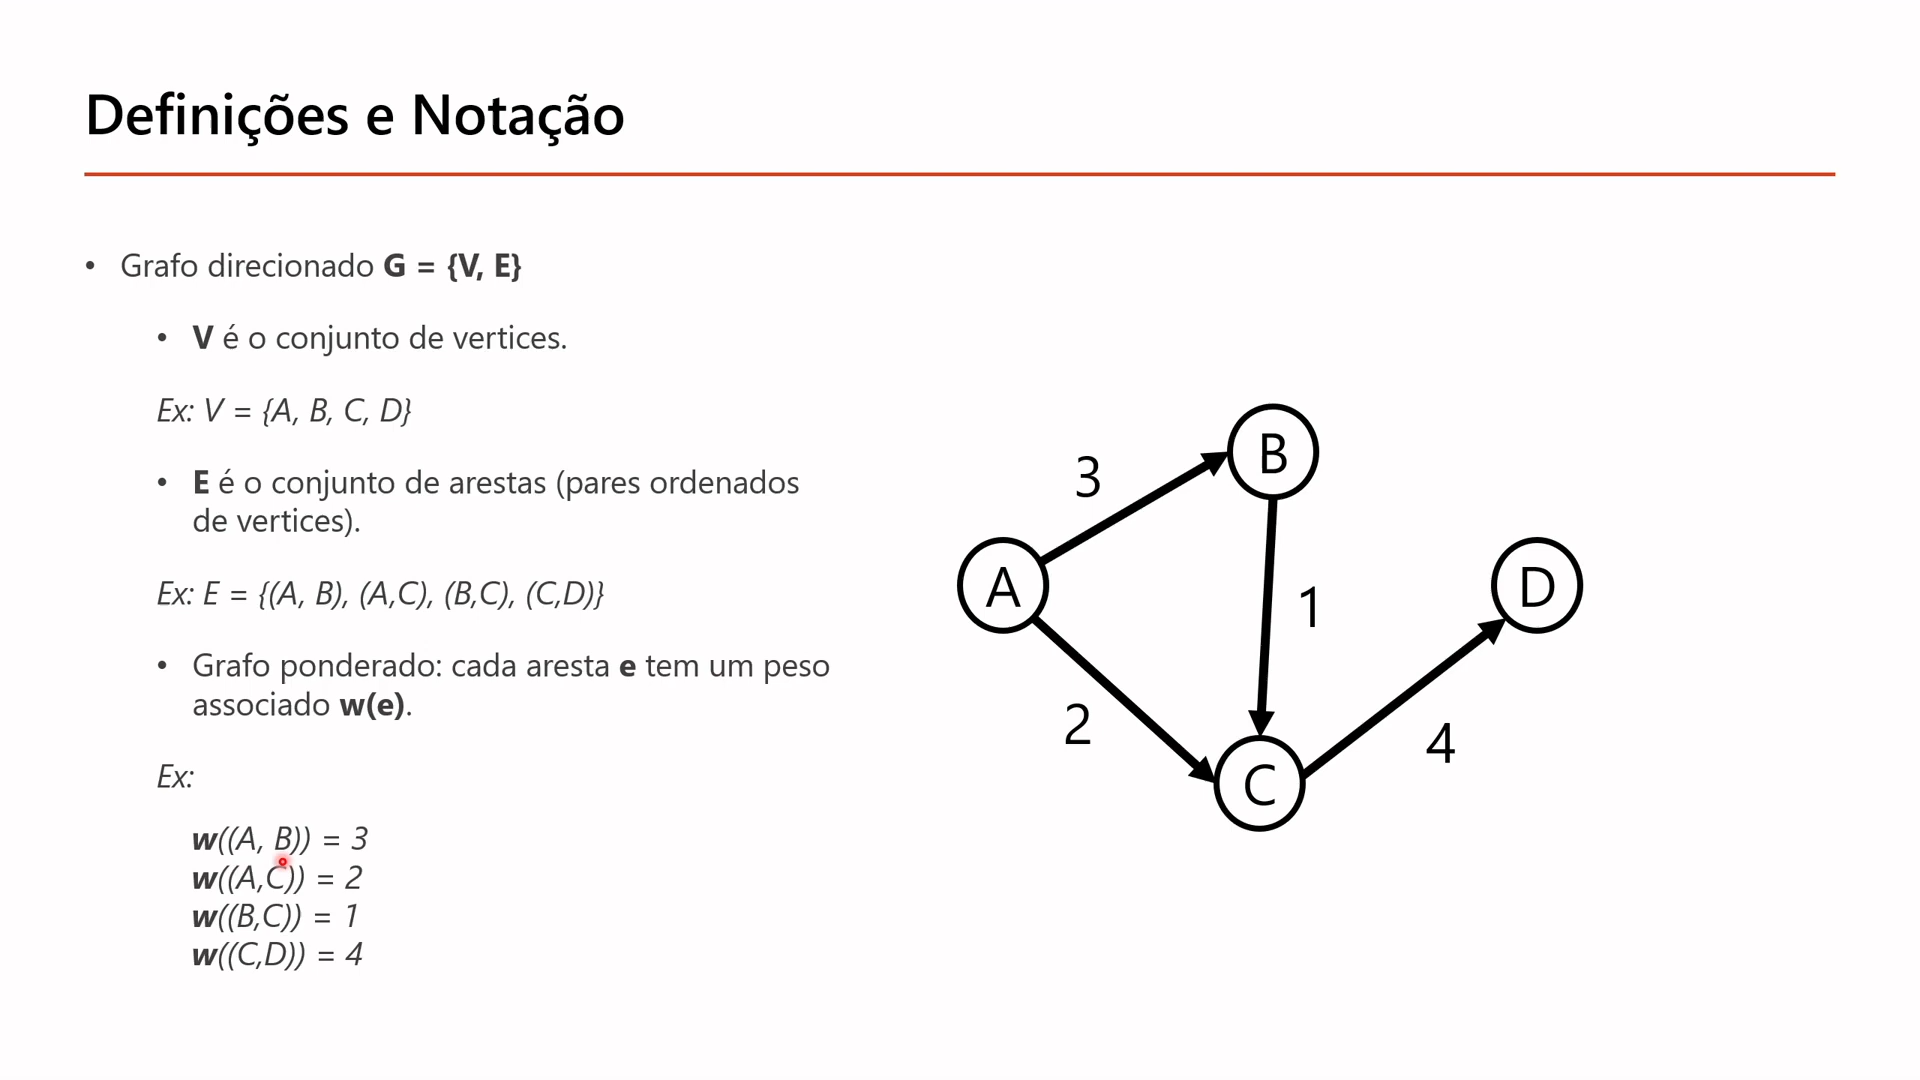 Definições e Notação
• Grafo direcionado G = {V, E}
• V é o conjunto de vertices.
Ex: V = {A, B, C, D}
• E é o conjunto de arestas (pares ordenados
de vertices).
Ex: E = {(A, B), (A,C), (B,C), (C,D)}
• Grafo ponderado: cada aresta e tem um peso
associado w(e).
Ex:
w((A, B)) = 3
w((A,C)) = 2
w((B,C)) = 1
w((C,D)) = 4
B
3
A
D
1
2
4
C